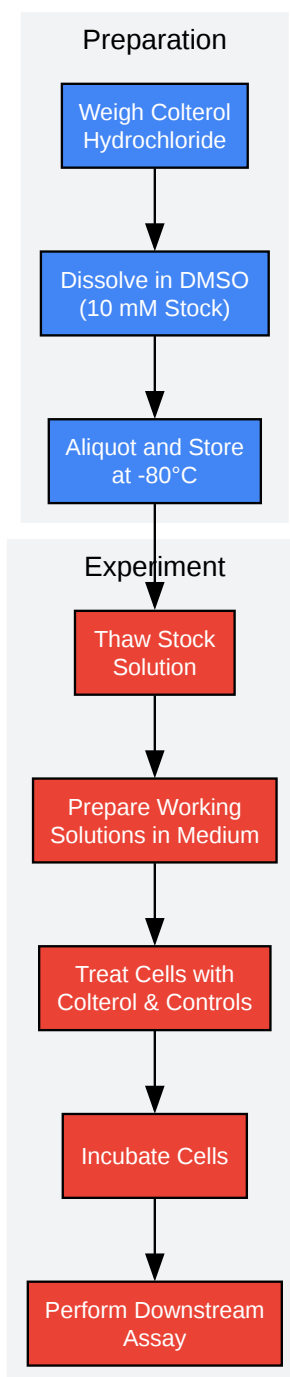 Preparation
Weigh Colterol
Hydrochloride
Dissolve in DMSO
(10 mM Stock)
Aliquot and Store
at -80°C
Experiment
Thaw Stock
Solution
Prepare Working
Solutions in Medium
Treat Cells with
Colterol & Controls
Incubate Cells
Perform Downstream
Assay